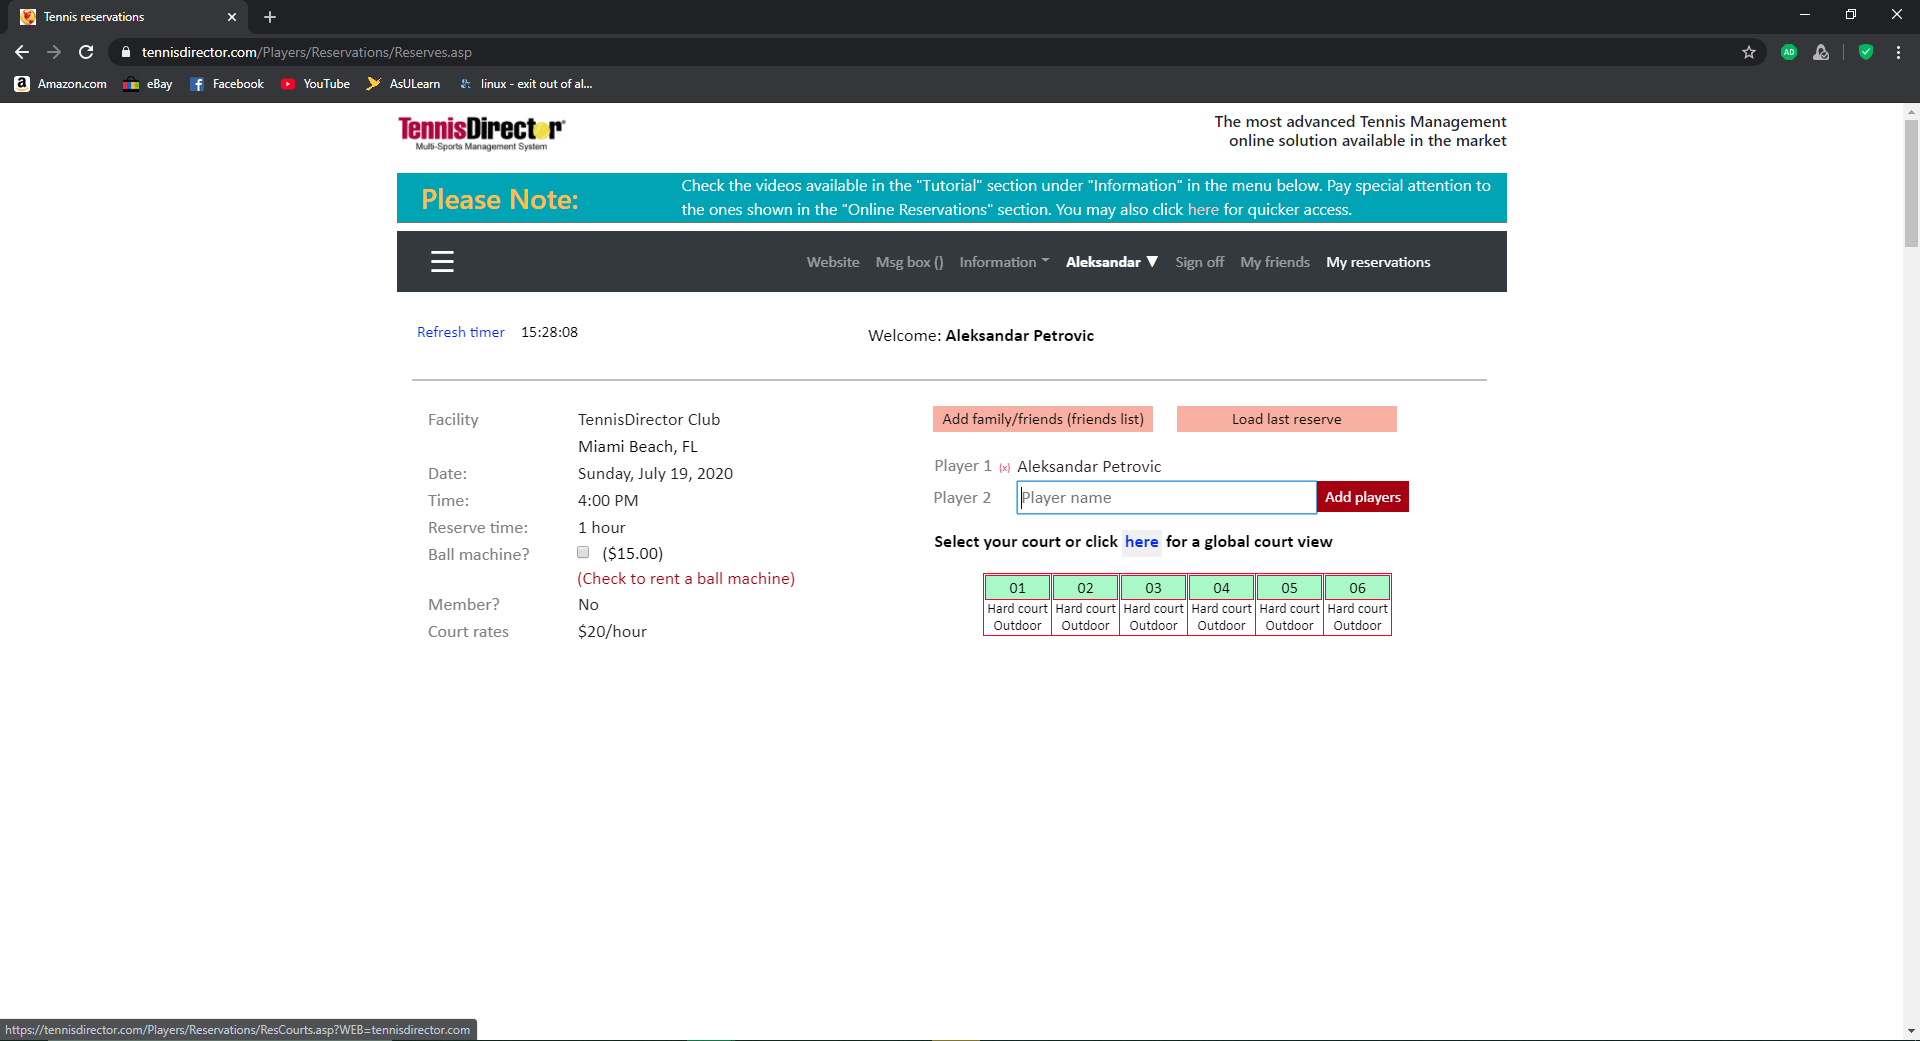 Tennis reservations
tennisdirector.com/Players/Reservations/Reserves.asp
AD
Amazon.com eBay Facebook YouTube AsULearn linux - exit out of al...
TennisDirector®
Multi-Sports Management System
The most advanced Tennis Management
online solution available in the market
Please Note:
Check the videos available in the "Tutorial" section under "Information" in the menu below. Pay special attention to
the ones shown in the "Online Reservations" section. You may also click here for quicker access.
Website Msg box () Information Aleksandar ▼ Sign off My friends My reservations
Refresh timer 15:28:08
Welcome: Aleksandar Petrovic
Facility TennisDirector Club
Miami Beach, FL
Date: Sunday, July 19, 2020
Time: 4:00 PM
Reserve time: 1 hour
Ball machine? ($15.00)
(Check to rent a ball machine)
Member? No
Court rates $20/hour
Add family/friends (friends list) Load last reserve
Player 1 (x) Aleksandar Petrovic
Player 2 Player name Add players
Select your court or click here for a global court view
01 02 03 04 05 06
Hard court Hard court Hard court Hard court Hard court Hard court
Outdoor Outdoor Outdoor Outdoor Outdoor Outdoor
https://tennisdirector.com/Players/Reservations/ResCourts.asp?WEB=tennisdirector.com